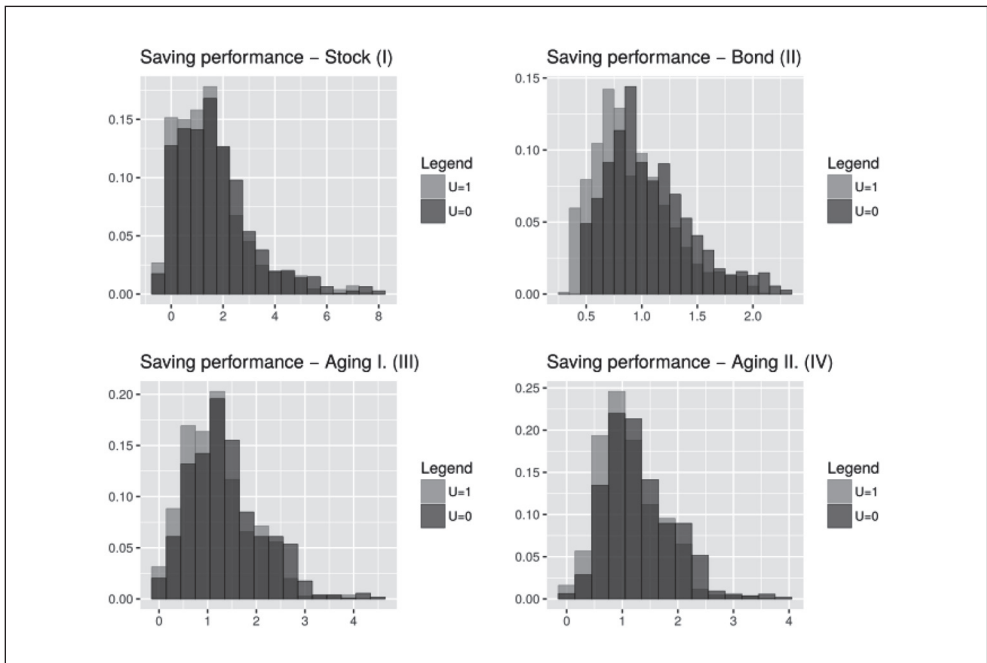 Saving performance – Stock (I)
0.15
0.10
0.05
0.00
0 2 4 6 8
Legend
U=1
U=0
Saving performance – Bond (II)
0.15
0.10
0.05
0.00
0.5 1.0 1.5 2.0
Legend
U=1
U=0
Saving performance – Aging I. (III)
0.20
0.15
0.10
0.05
0.00
0 1 2 3 4
Legend
U=1
U=0
Saving performance – Aging II. (IV)
0.25
0.20
0.15
0.10
0.05
0.00
0 1 2 3 4
Legend
U=1
U=0